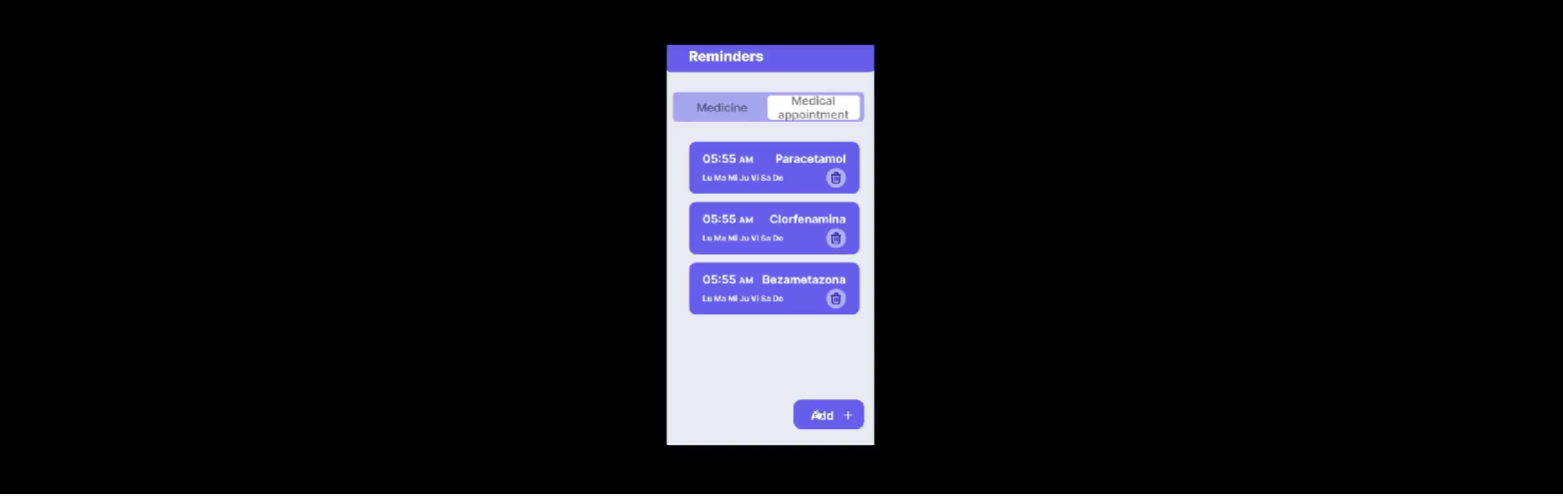 Reminders
Medicine
Medical
appointment
05:55 AM Paracetamol
Lu Ma Mi Ju Vi Sa Do
05:55 AM Clorfenamina
Lu Ma Mi Ju Vi Sa Do
05:55 AM Bezametazona
Lu Ma Mi Ju Vi Sa Do
Add +